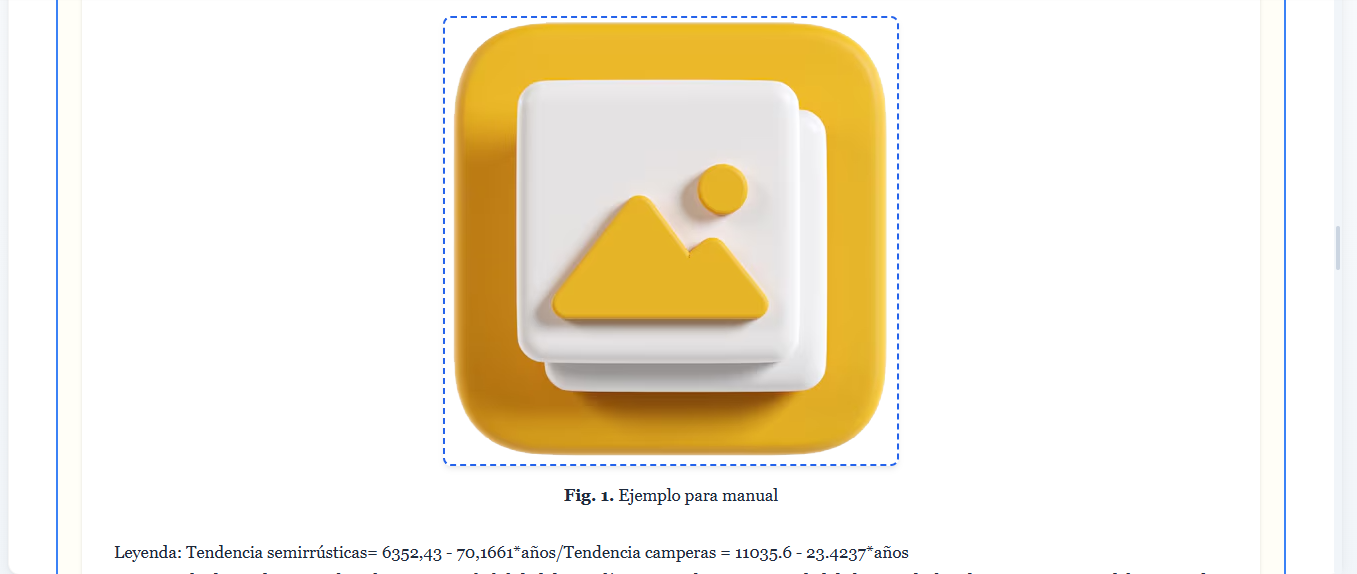 Fig. 1. Ejemplo para manual
Leyenda: Tendencia semirrústicas= 6352,43 - 70,1661*años/Tendencia camperas = 11035.6 - 23.4237*años